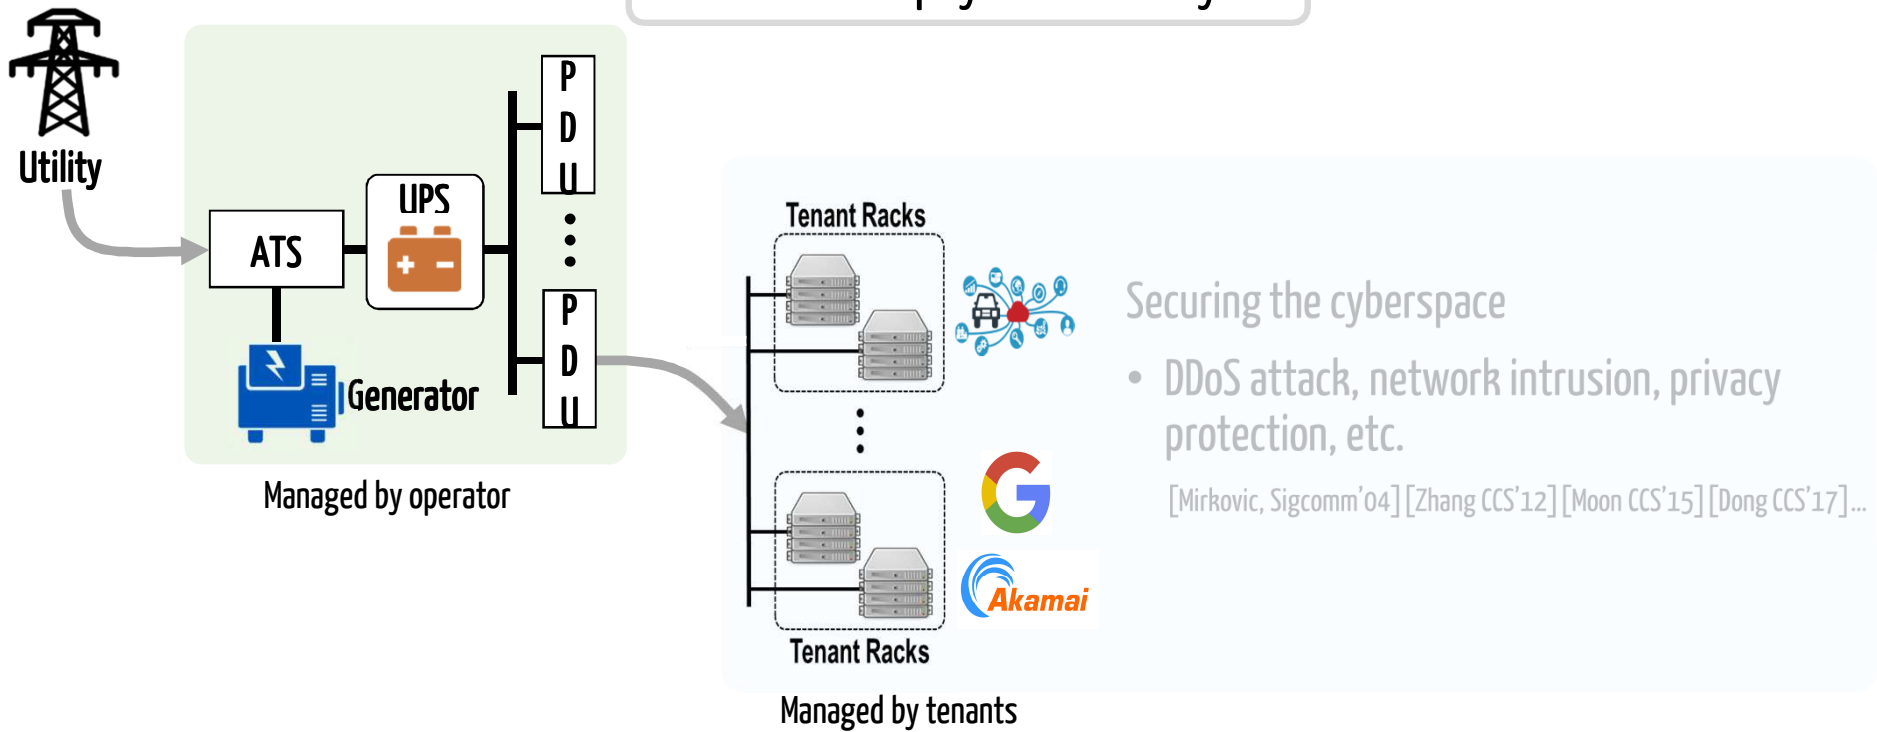 Utility
ATS
UPS
Generator
P
D
U
P
D
U
Managed by operator
Tenant Racks
Akamai
Tenant Racks
Managed by tenants
Securing the cyberspace
• DDoS attack, network intrusion, privacy
protection, etc.
[Mirkovic, Sigcomm'04] [Zhang CCS'12] [Moon CCS'15] [Dong CCS'17]...